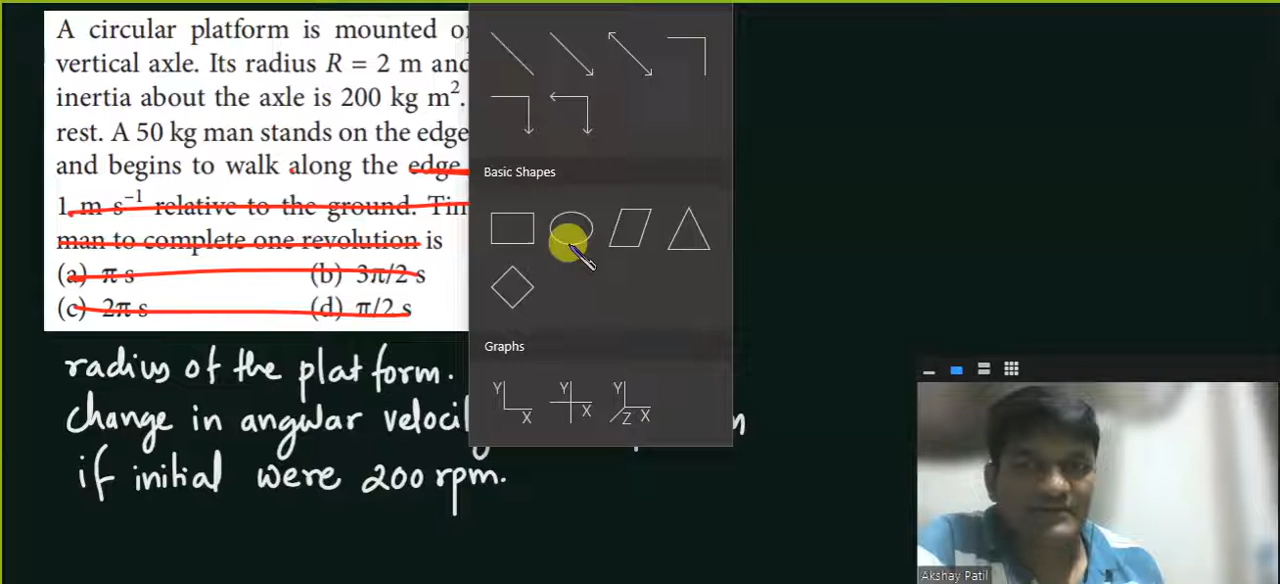 A circular platform is mounted o
vertical axle. Its radius R = 2 m and
inertia about the axle is 200 kg m².
rest. A 50 kg man stands on the edge
and begins to walk along the edge
1 m s⁻¹ relative to the ground. Tim
man to complete one revolution is
(a) π s (b) 3π/2 s
(c) 2π s (d) π/2 s
radius of the platform.
change in angular veloci
if initial were 200 rpm.
Basic Shapes
Graphs
Y X Y X Y Z X
Akshay Patil